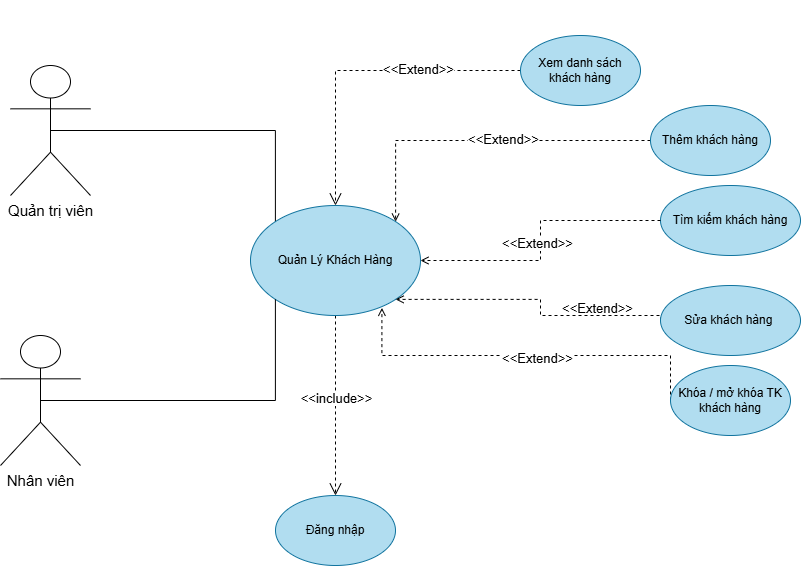 Xem danh sách
khách hàng
<<Extend>>
<<Extend>>
Thêm khách hàng
Quản trị viên
Tìm kiếm khách hàng
<<Extend>>
Quản Lý Khách Hàng
<<Extend>>
Sửa khách hàng
<<Extend>>
Khóa / mở khóa TK
khách hàng
<<include>>
Nhân viên
Đăng nhập